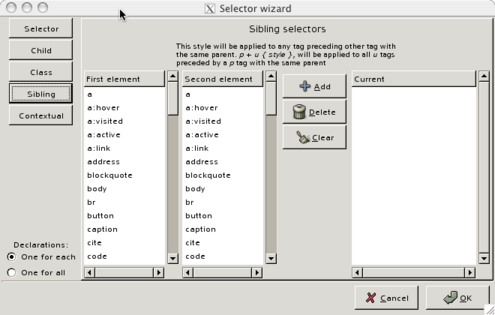 Selector wizard
Selector
Child
Class
Sibling
Contextual
Declarations:
One for each
One for all
Sibling selectors
This style will be applied to any tag preceding other tag with
the same parent. p + u { style }, will be applied to all u tags
preceded by a p tag with the same parent
First element
a
a:hover
a:visited
a:active
a:link
address
blockquote
body
br
button
caption
cite
code
Second element
a
a:hover
a:visited
a:active
a:link
address
blockquote
body
br
button
caption
cite
code
Add
Delete
Clear
Current
Cancel
OK